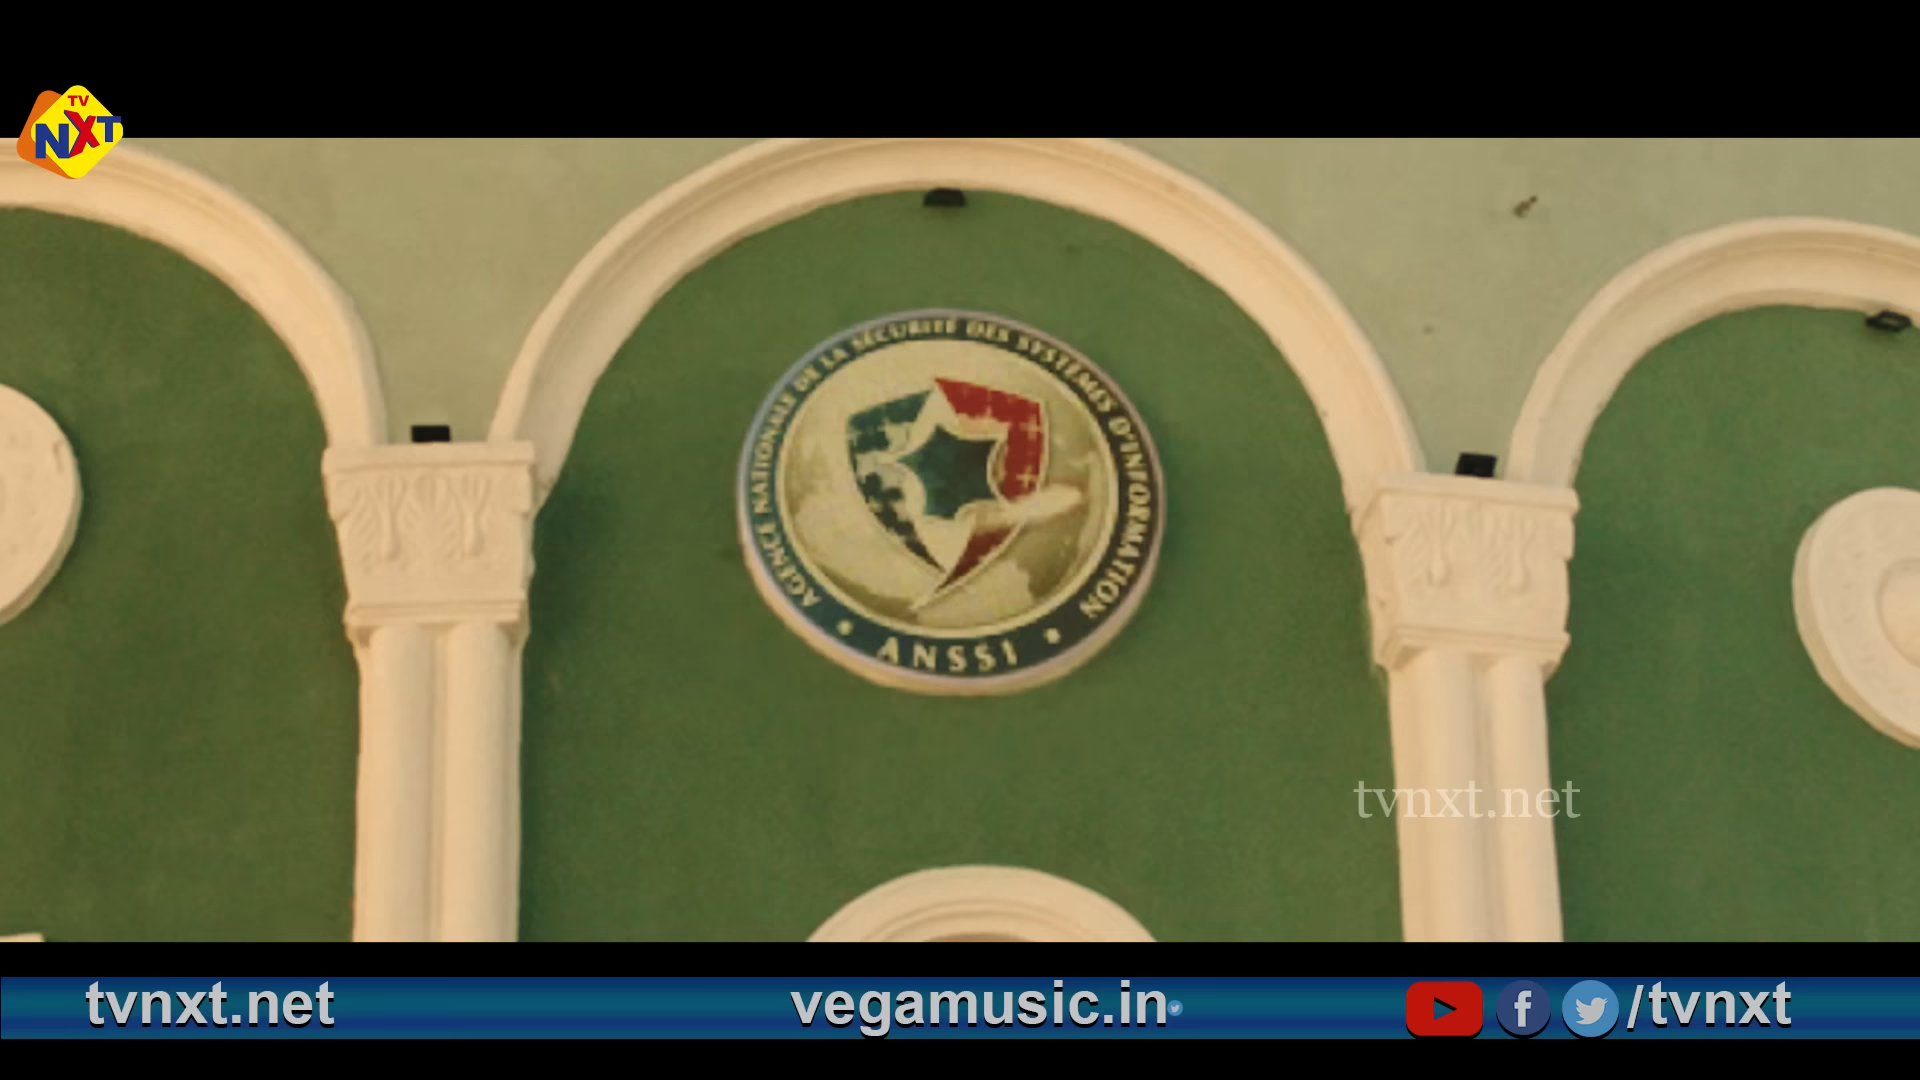 TV
NXT
AGENCE NATIONALE DE LA SÉCURITÉ DES SYSTÈMES D'INFORMATION
• ANSSI •
tvnxt.net
tvnxt.net
vegamusic.in
/tvnxt